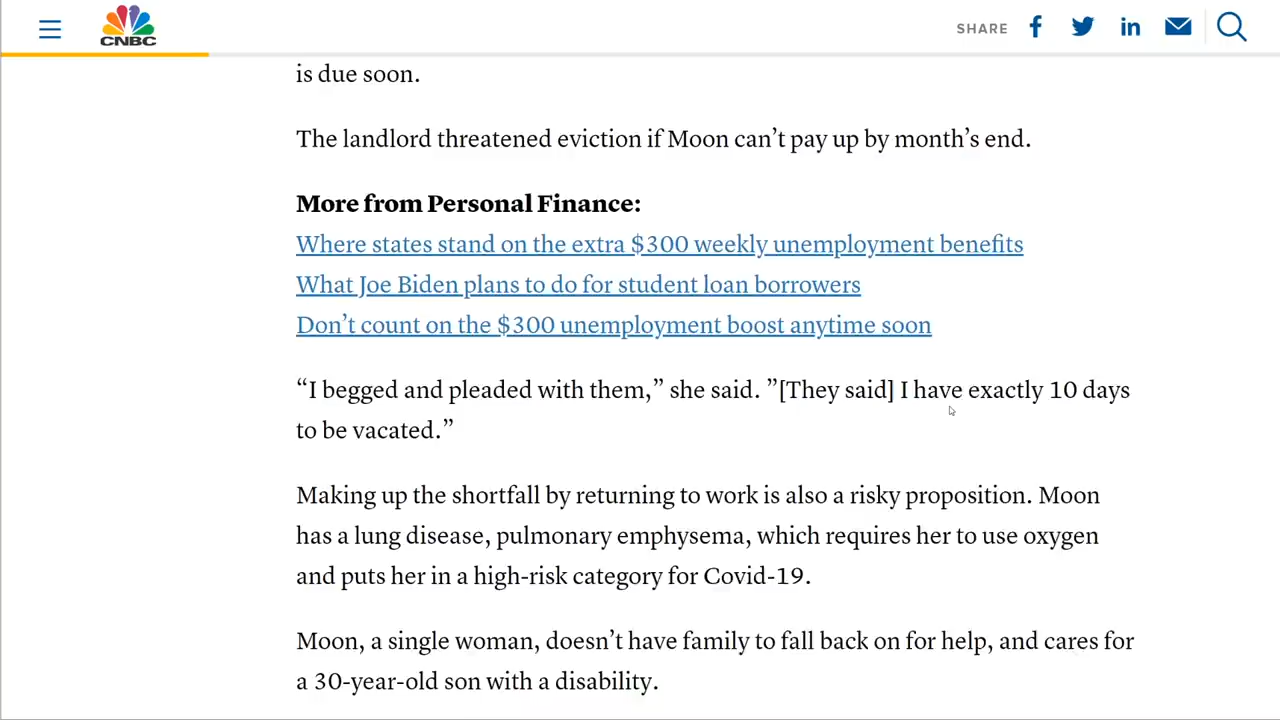 CNBC
SHARE
is due soon.
The landlord threatened eviction if Moon can’t pay up by month’s end.
More from Personal Finance:
Where states stand on the extra $300 weekly unemployment benefits
What Joe Biden plans to do for student loan borrowers
Don’t count on the $300 unemployment boost anytime soon
“I begged and pleaded with them,” she said. ”[They said] I have exactly 10 days
to be vacated.”
Making up the shortfall by returning to work is also a risky proposition. Moon
has a lung disease, pulmonary emphysema, which requires her to use oxygen
and puts her in a high-risk category for Covid-19.
Moon, a single woman, doesn’t have family to fall back on for help, and cares for
a 30-year-old son with a disability.